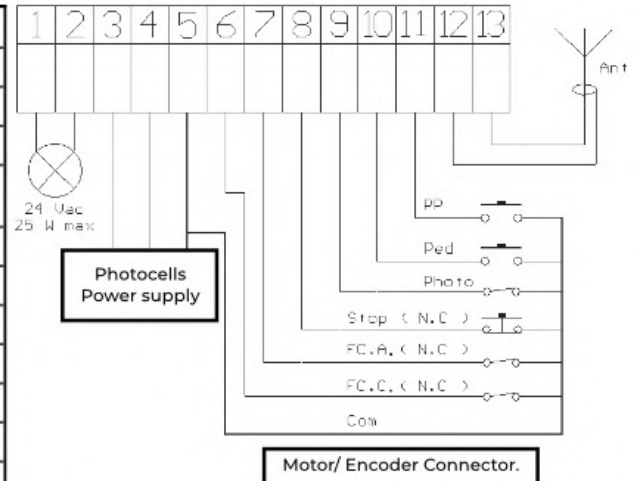 1 2 3 4 5 6 7 8 9 10 11 12 13
Ant
24 Vac
25 W max
Photocells
Power supply
PP
Ped
Photo
Stop ( N.C )
FC.A. ( N.C )
FC.C. ( N.C )
Com
Motor/ Encoder Connector.